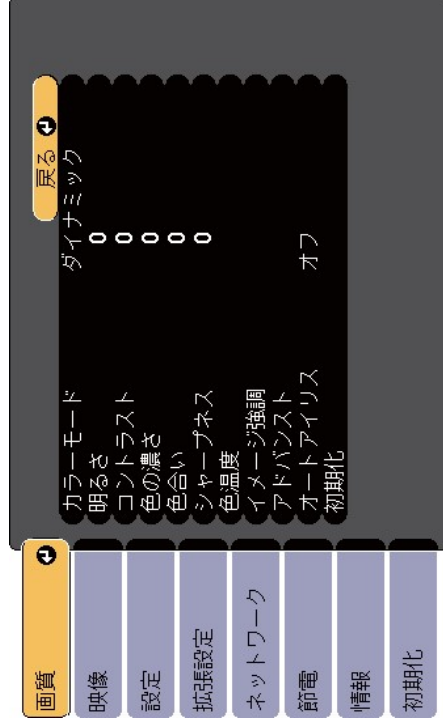 画質
映像
設定
拡張設定
ネットワーク
節電
情報
初期化
戻る
カラーモード ダイナミック
明るさ 0
コントラスト 0
色の濃さ 0
色合い 0
シャープネス 0
色温度
イメージ強調
アドバンスト
オートアイリス オフ
初期化